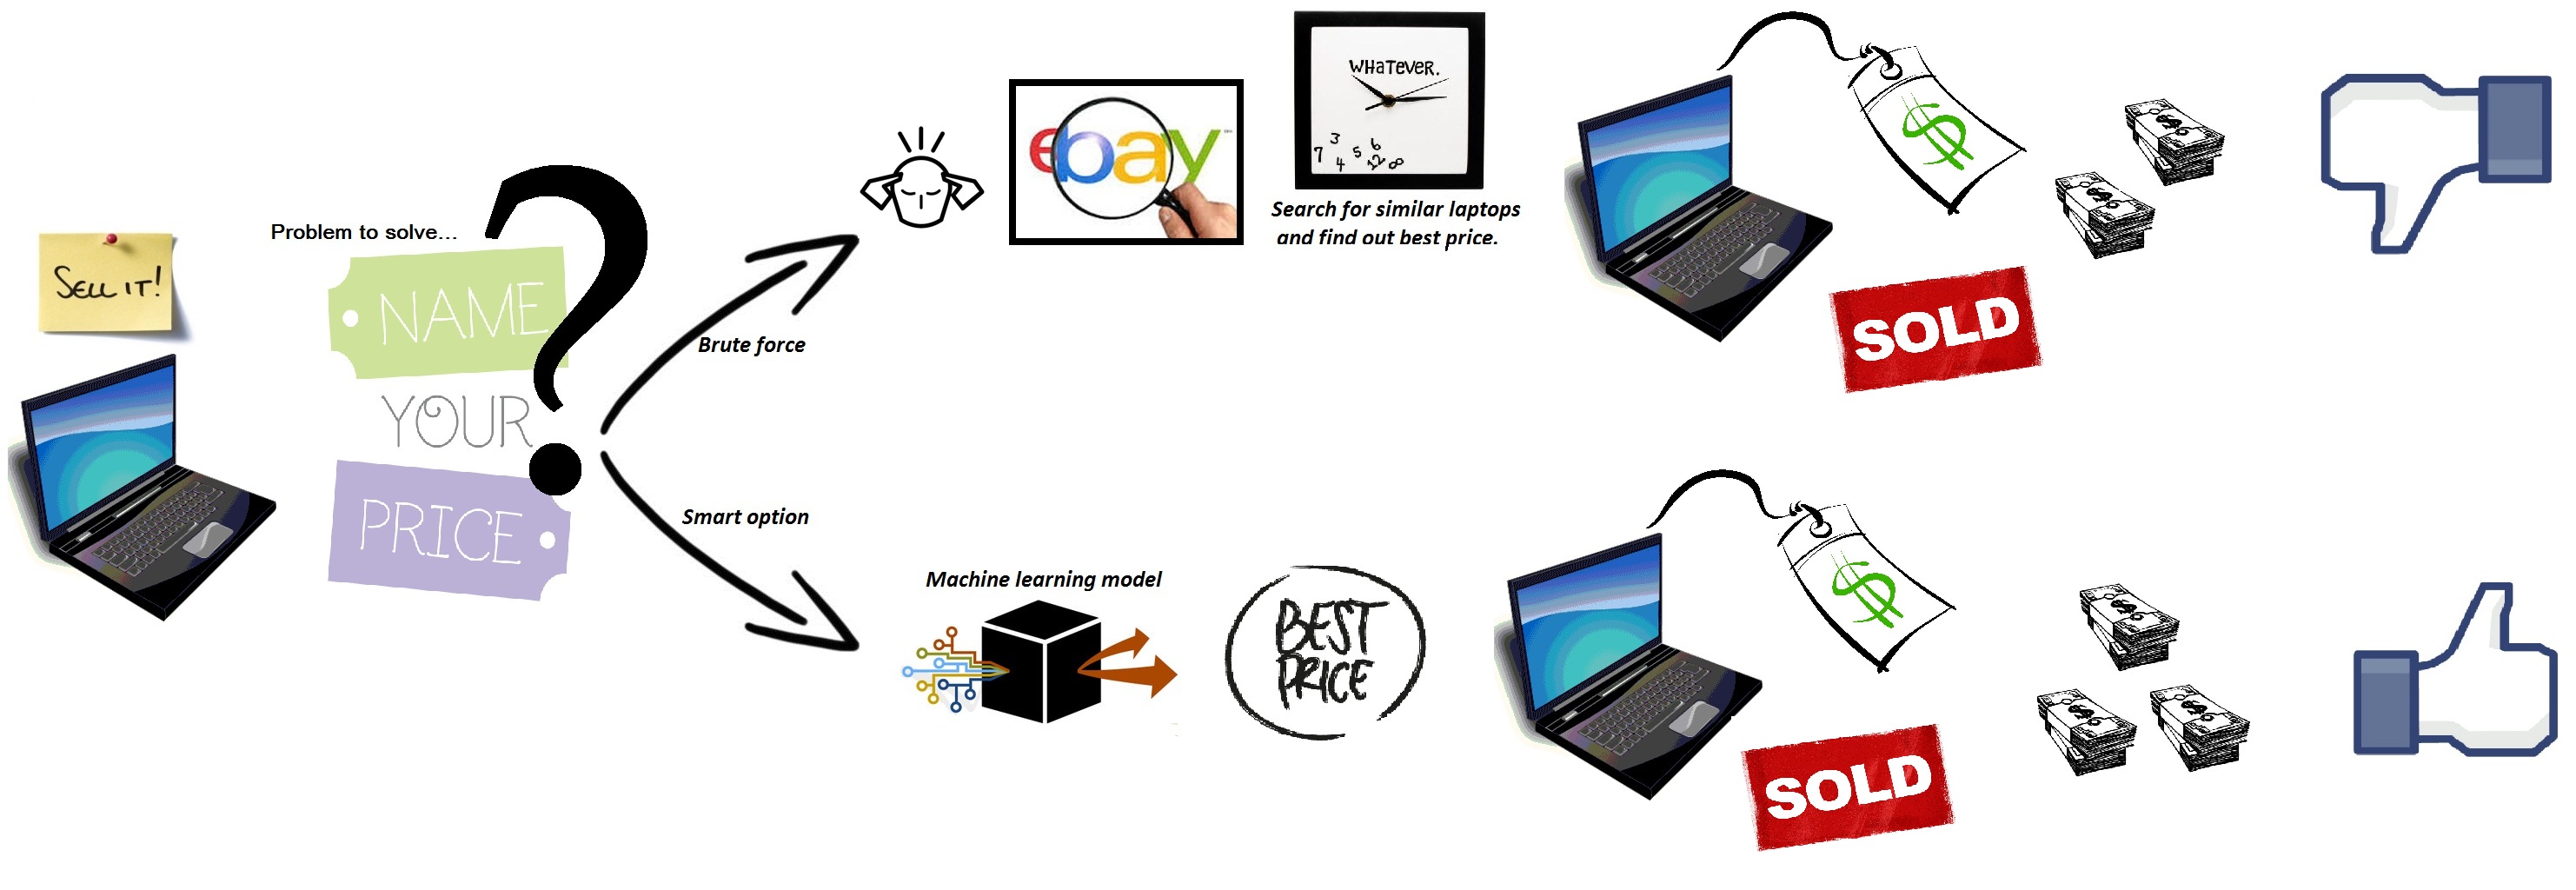 SELL IT!
Problem to solve...
NAME
YOUR
PRICE
?
Brute force
ebay
WHATEVER.
3
6
7
5
4
12
8
Search for similar laptops
and find out best price.
$
SOLD
Smart option
Machine learning model
BEST
PRICE
$
SOLD